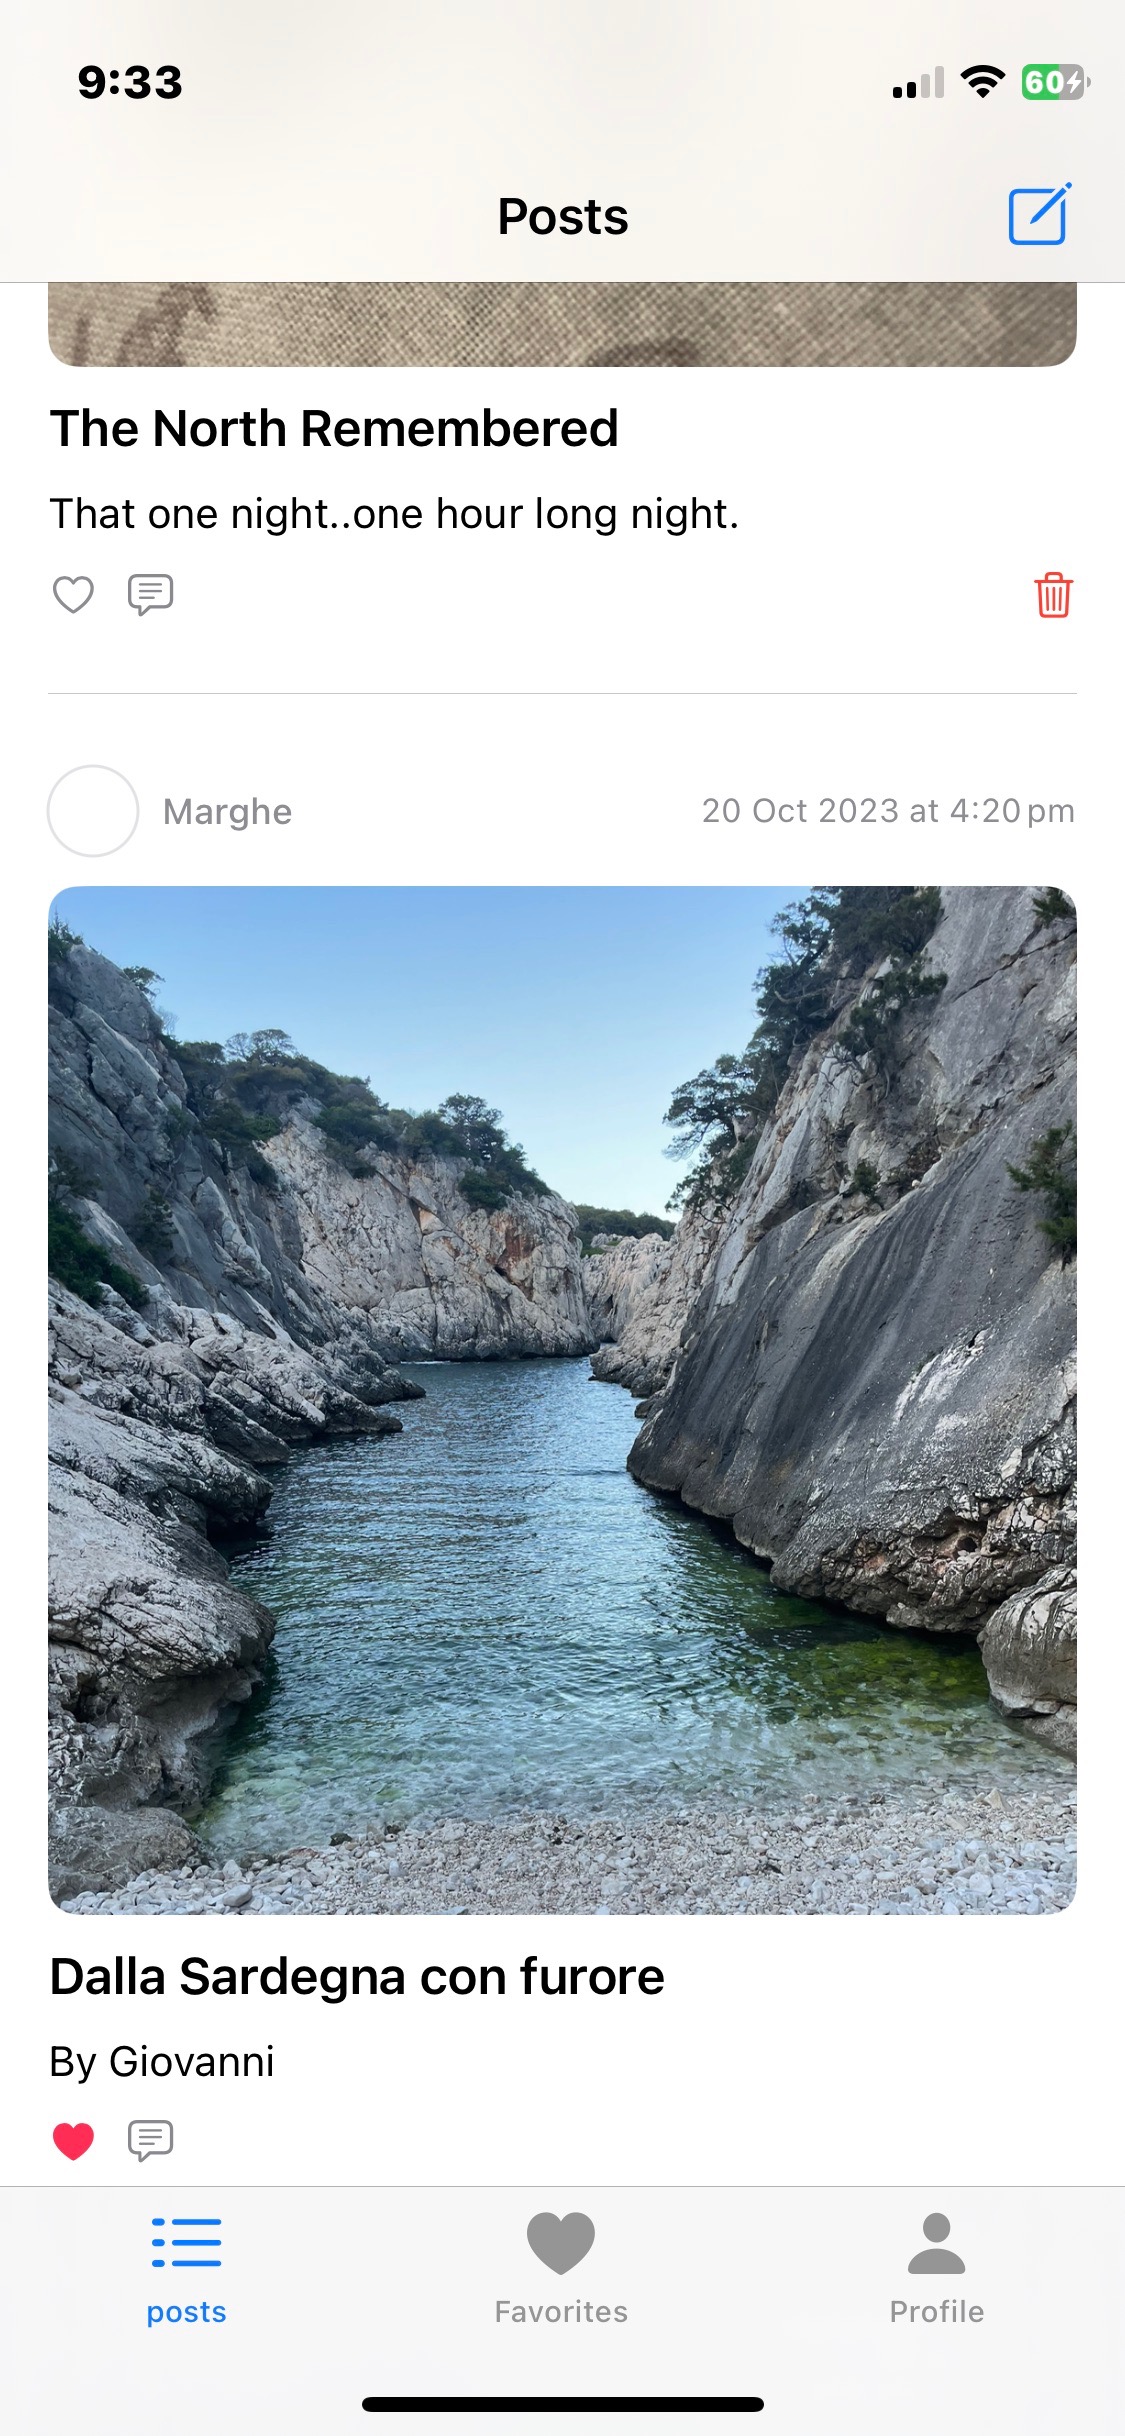 9:33
60
Posts
The North Remembered
That one night..one hour long night.
Marghe
20 Oct 2023 at 4:20 pm
Dalla Sardegna con furore
By Giovanni
posts
Favorites
Profile